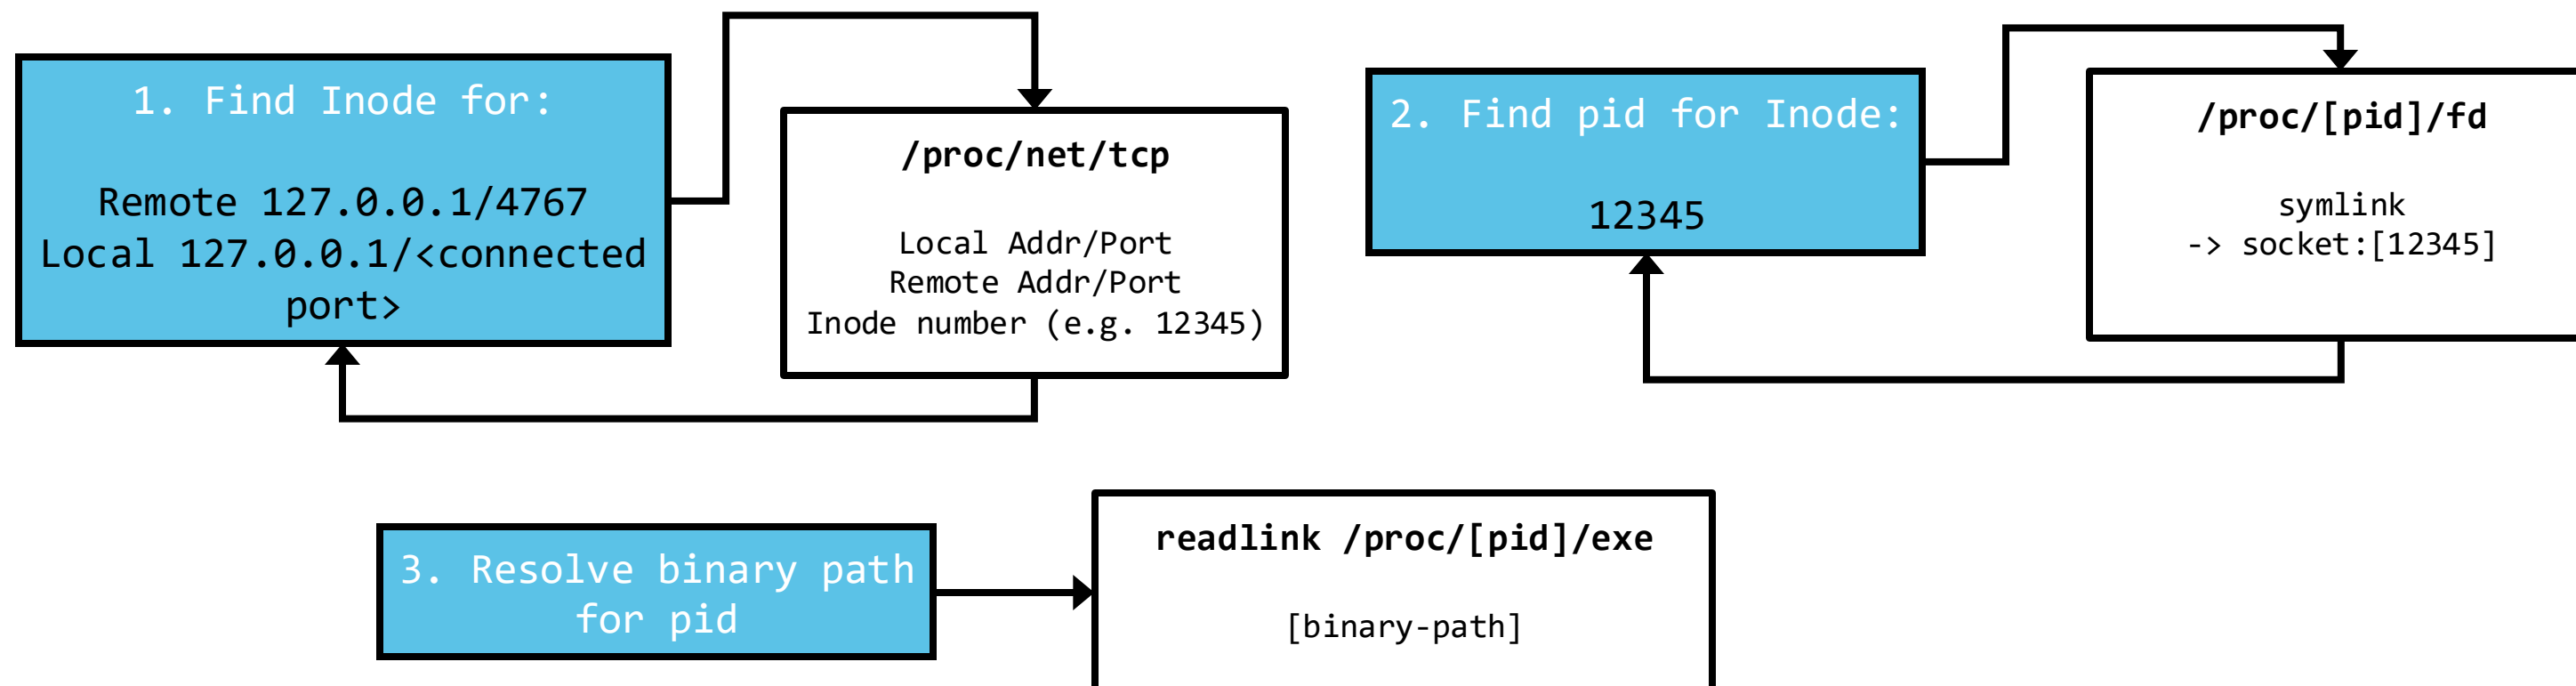 1. Find Inode for:
Remote 127.0.0.1/4767
Local 127.0.0.1/<connected
port>
/proc/net/tcp
Local Addr/Port
Remote Addr/Port
Inode number (e.g. 12345)
2. Find pid for Inode:
12345
/proc/[pid]/fd
symlink
-> socket:[12345]
3. Resolve binary path
for pid
readlink /proc/[pid]/exe
[binary-path]